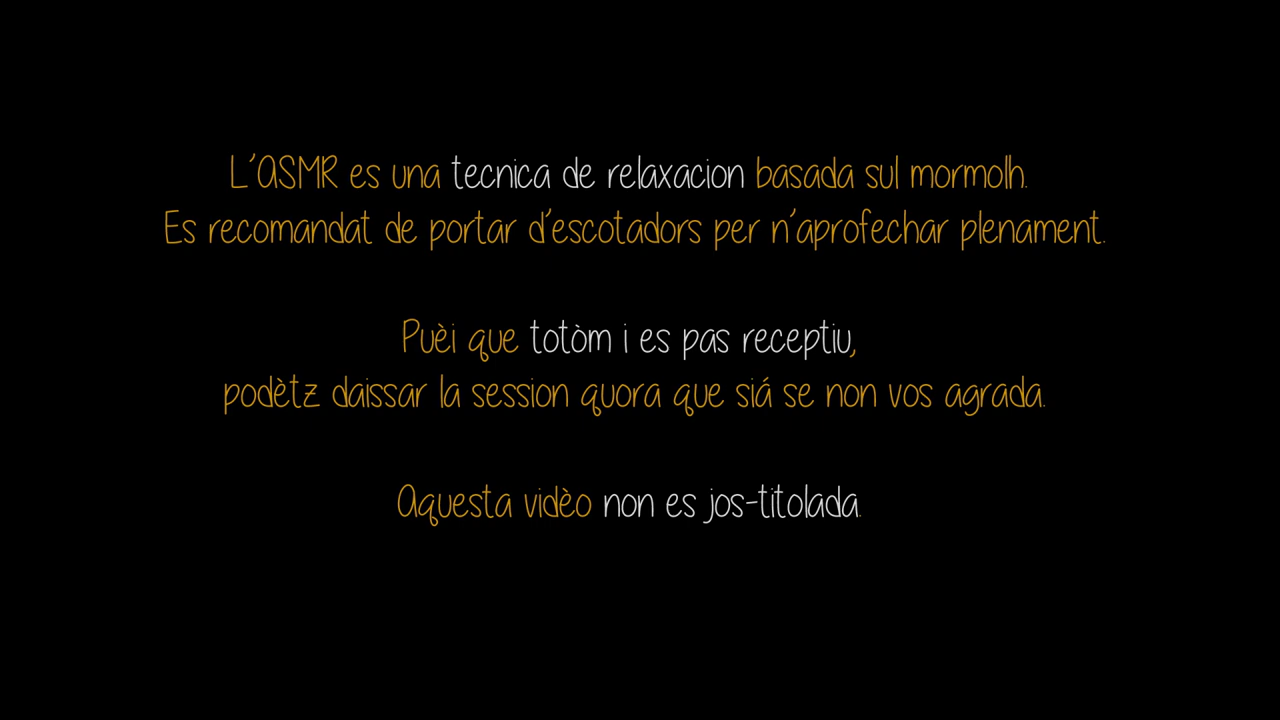 L'ASMR es una tecnica de relaxacion basada sul mormolh.
Es recomandat de portar d'escotadors per n'aprofechar plenament.
Puèi que totòm i es pas receptiu,
podètz daissar la session quora que siá se non vos agrada.
Aquesta vidèo non es jos-titolada.